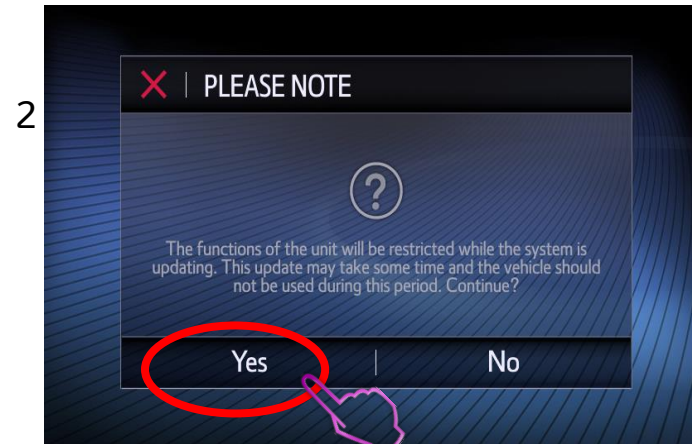 PLEASE NOTE
2
The functions of the unit will be restricted while the system is
updating. This update may take some time and the vehicle should
not be used during this period. Continue?
Yes | No